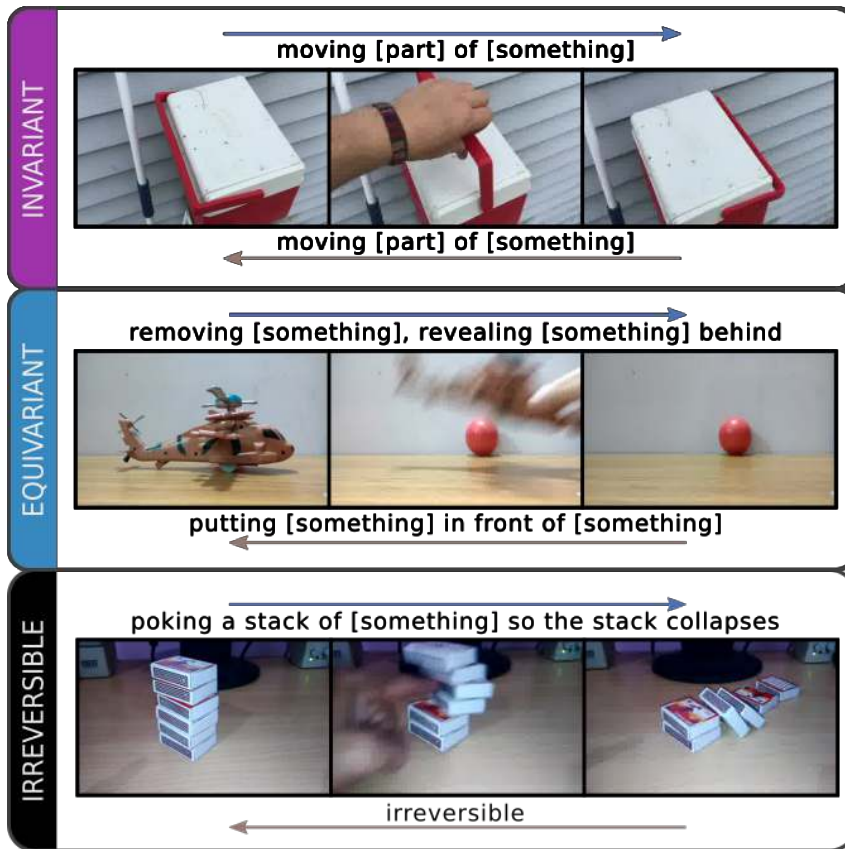 INVARIANT
moving [part] of [something]
moving [part] of [something]
EQUIVARIANT
removing [something], revealing [something] behind
putting [something] in front of [something]
IRREVERSIBLE
poking a stack of [something] so the stack collapses
irreversible